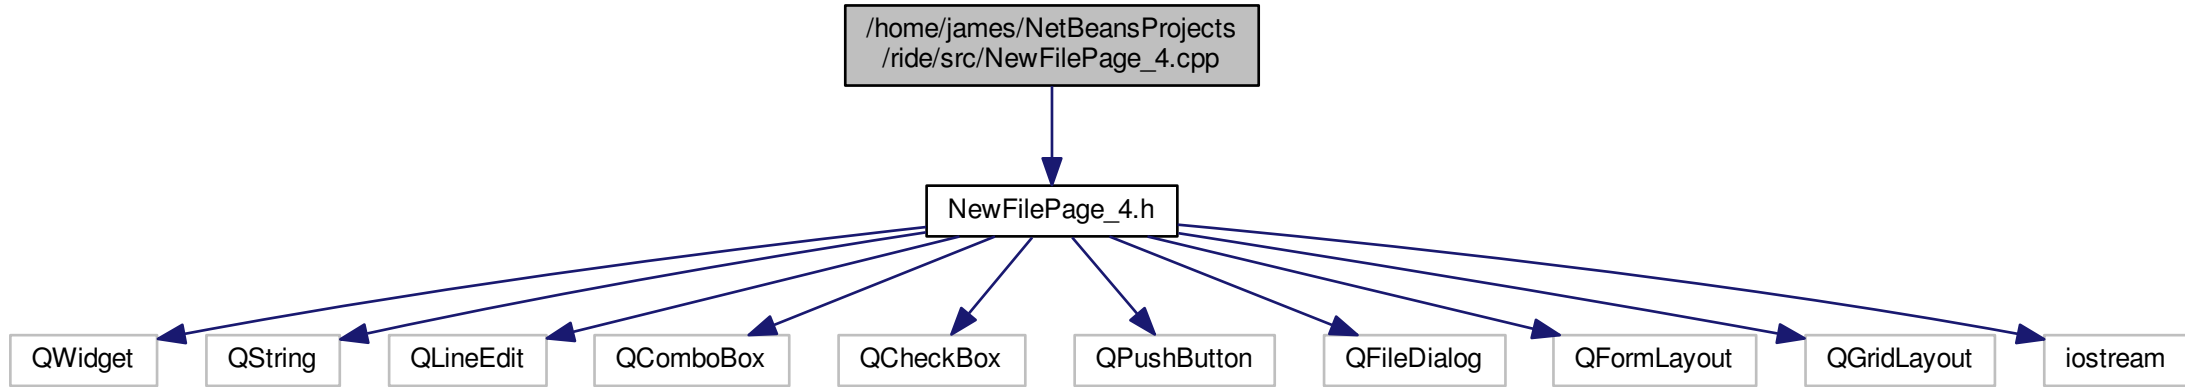 /home/james/NetBeansProjects
/ride/src/NewFilePage_4.cpp
NewFilePage_4.h
QWidget
QString
QLineEdit
QComboBox
QCheckBox
QPushButton
QFileDialog
QFormLayout
QGridLayout
iostream